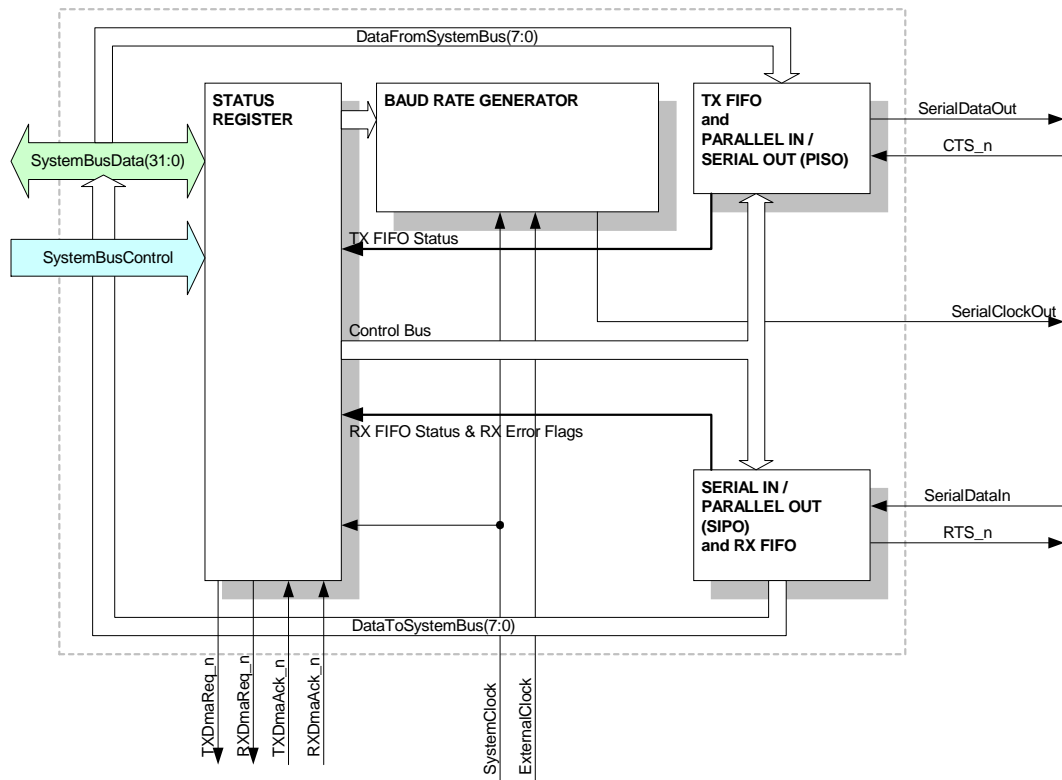 DataFromSystemBus(7:0)
STATUS
REGISTER
BAUD RATE GENERATOR
TX FIFO
and
PARALLEL IN /
SERIAL OUT (PISO)
SerialDataOut
CTS_n
SystemBusData(31:0)
TX FIFO Status
SystemBusControl
SerialClockOut
Control Bus
RX FIFO Status & RX Error Flags
SERIAL IN /
PARALLEL OUT
(SIPO)
and RX FIFO
SerialDataIn
RTS_n
DataToSystemBus(7:0)
TXDmaReq_n
RXDmaReq_n
TXDmaAck_n
RXDmaAck_n
SystemClock
ExternalClock